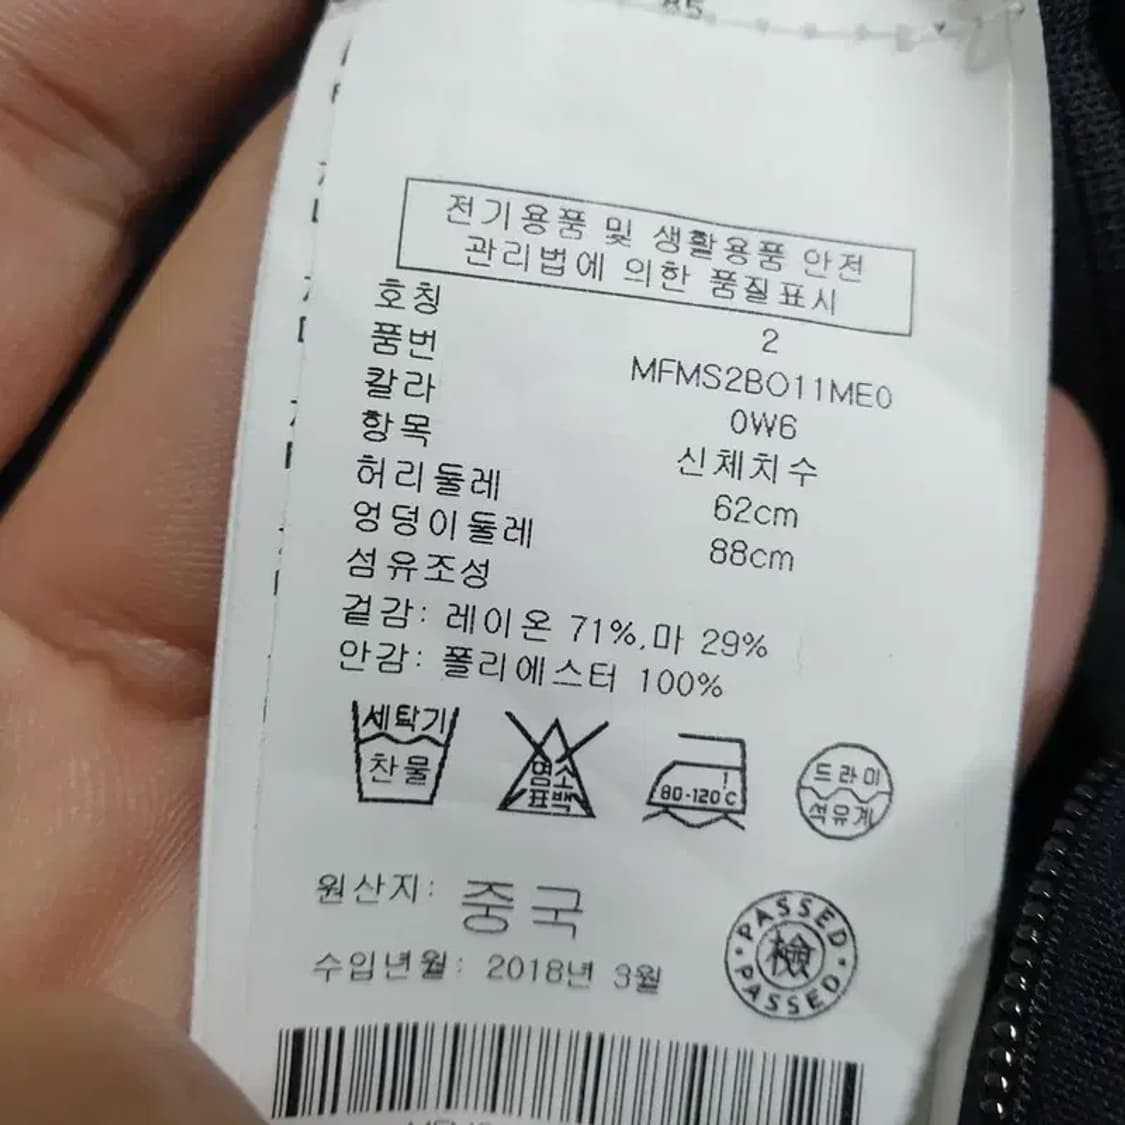 85
전기용품 및 생활용품 안전
관리법에 의한 품질표시
호칭 2
품번 MFMS2BO11ME0
칼라 0W6
항목 신체치수
허리둘레 62cm
엉덩이둘레 88cm
섬유조성
겉감: 레이온 71%,마 29%
안감: 폴리에스터 100%
세탁기
찬물
염소
표백
80-120℃
드라이
석유계
원산지: 중국
수입년월: 2018년 3월
PASSED
檢
PASSED